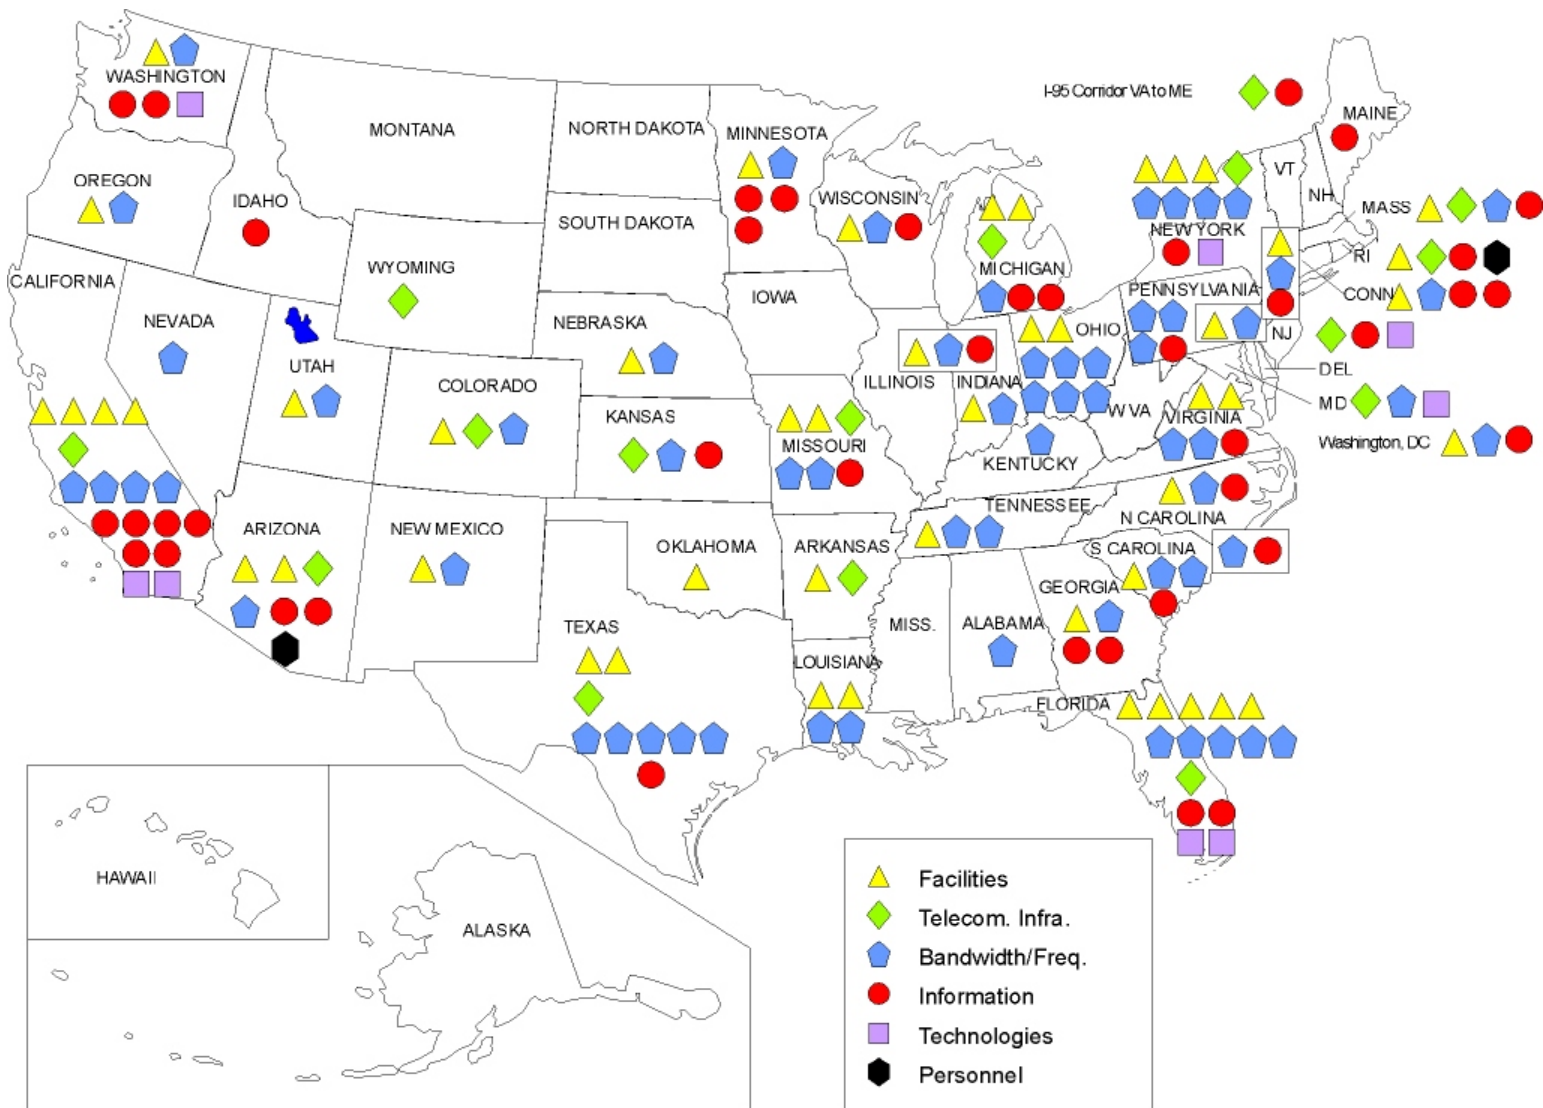 I-95 Corridor VA to ME
WASHINGTON
MONTANA
NORTH DAKOTA
MINNESOTA
MAINE
VT
NH
OREGON
IDAHO
SOUTH DAKOTA
WISCONSIN
MASS
NEW YORK
RI
WYOMING
MICHIGAN
CALIFORNIA
IOWA
PENNSYLVANIA
CONN
NEVADA
NEBRASKA
OHIO
NJ
UTAH
COLORADO
ILLINOIS
INDIANA
DEL
KANSAS
MD
W VA
VIRGINIA
MISSOURI
Washington, DC
KENTUCKY
TENNESSEE
N CAROLINA
ARIZONA
NEW MEXICO
OKLAHOMA
ARKANSAS
S CAROLINA
GEORGIA
TEXAS
MISS.
ALABAMA
LOUISIANA
FLORIDA
HAWAII
ALASKA
Facilities
Telecom. Infra.
Bandwidth/Freq.
Information
Technologies
Personnel